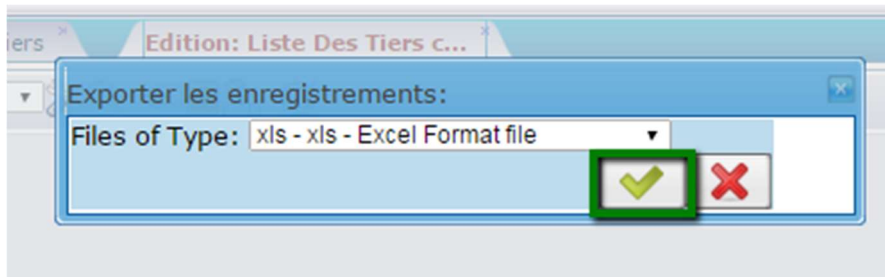 iers
Edition: Liste Des Tiers c...
Exporter les enregistrements:
Files of Type: xls - xls - Excel Format file